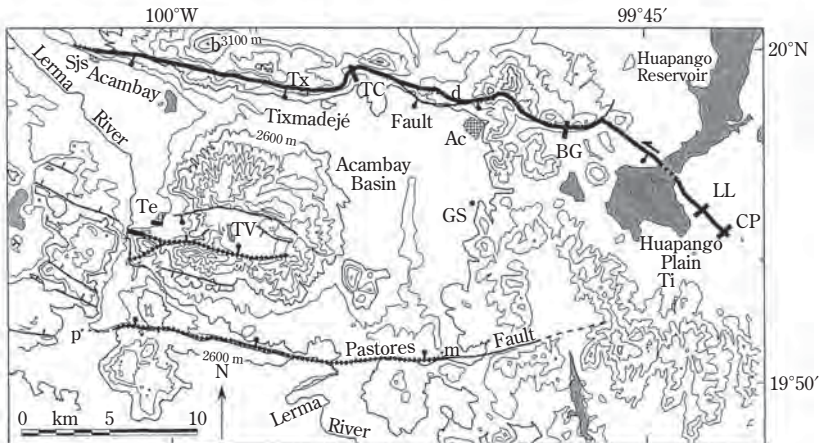 100°W
99°45'
b
3100 m
20°N
Lerma
River
Sjs
Acambay
a
Tx
TC
d
Huapango
Reservoir
Tixmadejé
Fault
Ac
BG
2600 m
Acambay
Basin
LL
Te
TV
GS
CP
Huapango
Plain
Ti
p
Pastores
m
Fault
2600 m
N
Lerma
River
19°50'
0 km 5 10